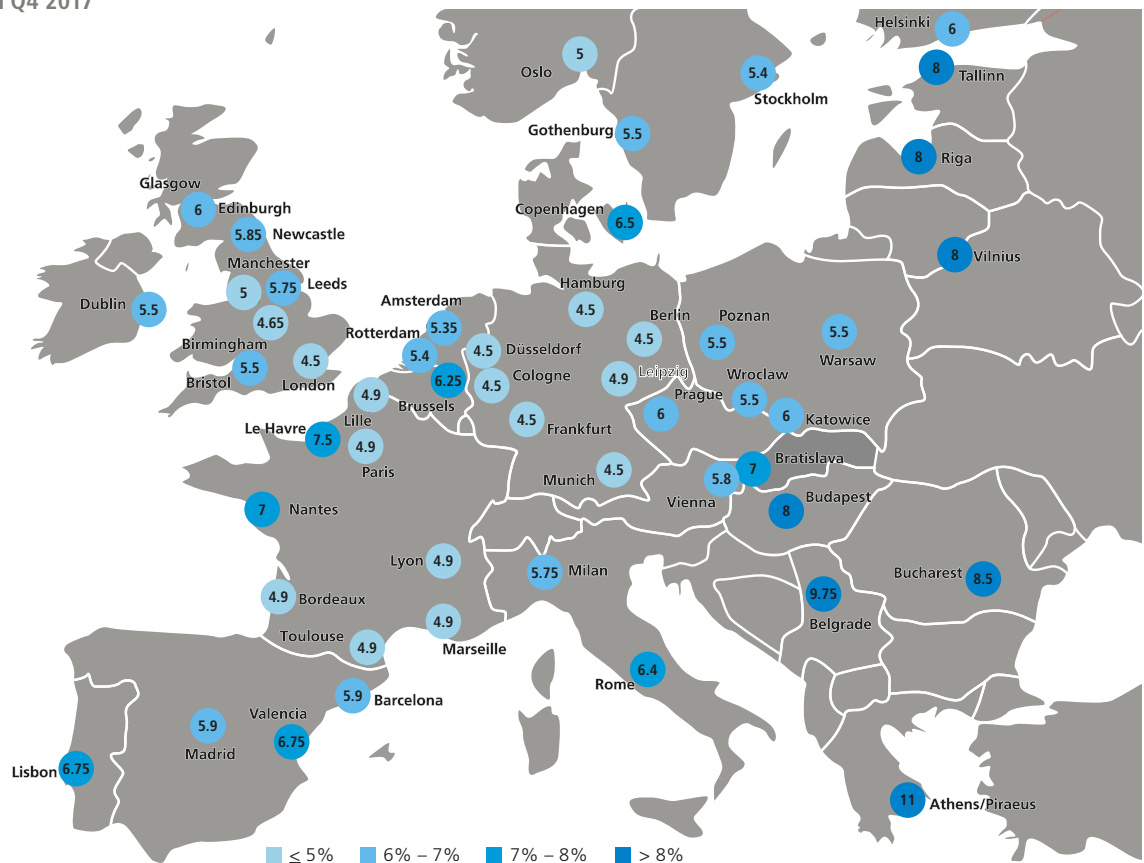 Q4 2017
Helsinki
6
Oslo
5
8
Tallinn
5.4
Stockholm
Gothenburg
5.5
8
Riga
Glasgow
6
Edinburgh
Copenhagen
6.5
5.85
Newcastle
8
Vilnius
Manchester
5
5.75
Leeds
Hamburg
4.5
Dublin
5.5
4.65
Amsterdam
5.35
Berlin
4.5
Poznan
5.5
5.5
Warsaw
Rotterdam
5.4
4.5
Düsseldorf
Birmingham
5.5
Bristol
4.5
London
6.25
Brussels
4.5
Cologne
4.9
Leipzig
Wroclaw
5.5
4.9
Lille
Prague
6
6
Katowice
Le Havre
7.5
4.9
Paris
4.5
Frankfurt
Munich
4.5
Bratislava
7
5.8
Vienna
Budapest
8
7
Nantes
Lyon
4.9
5.75
Milan
Bucharest
8.5
4.9
Bordeaux
9.75
Belgrade
Toulouse
4.9
4.9
Marseille
6.4
Rome
5.9
Barcelona
5.9
Madrid
Valencia
6.75
Lisbon
6.75
11
Athens/Piraeus
≤ 5%
6% – 7%
7% – 8%
> 8%